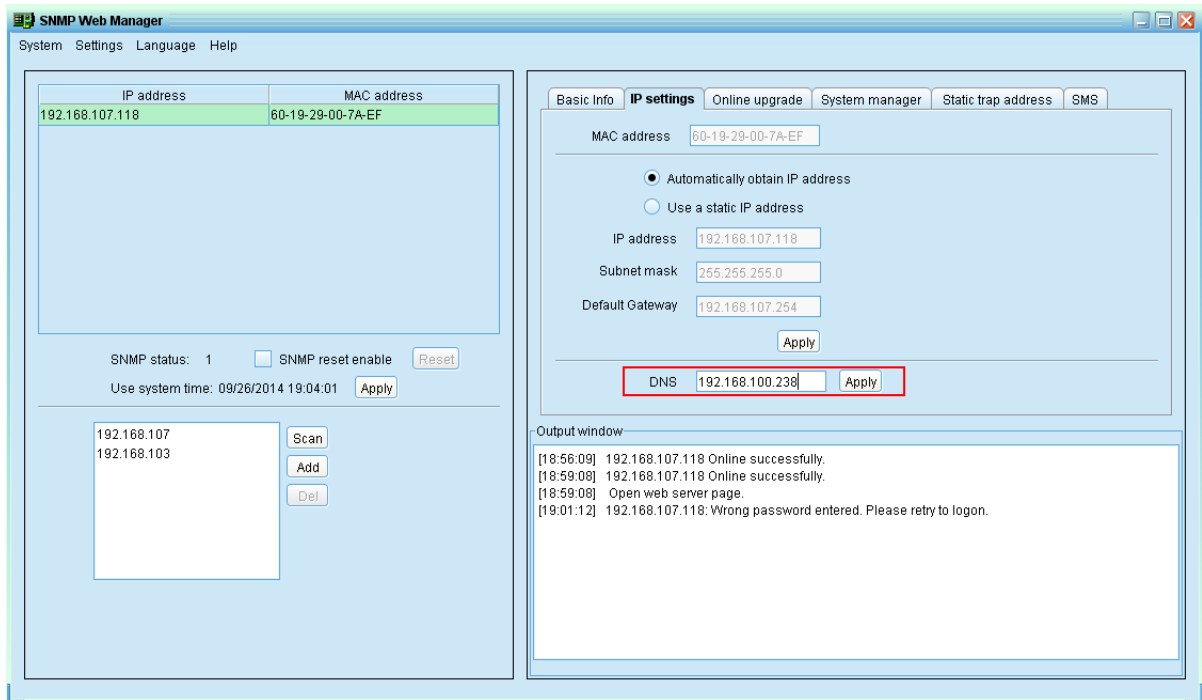 SNMP Web Manager
System Settings Language Help
IP address MAC address
192.168.107.118 60-19-29-00-7A-EF
SNMP status: 1 SNMP reset enable Reset
Use system time: 09/26/2014 19:04:01 Apply
192.168.107
192.168.103
Scan
Add
Del
Basic Info IP settings Online upgrade System manager Static trap address SMS
MAC address 60-19-29-00-7A-EF
Automatically obtain IP address
Use a static IP address
IP address 192.168.107.118
Subnet mask 255.255.255.0
Default Gateway 192.168.107.254
Apply
DNS 192.168.100.238 Apply
Output window
[18:56:09] 192.168.107.118 Online successfully.
[18:59:08] 192.168.107.118 Online successfully.
[18:59:08] Open web server page.
[19:01:12] 192.168.107.118: Wrong password entered. Please retry to logon.